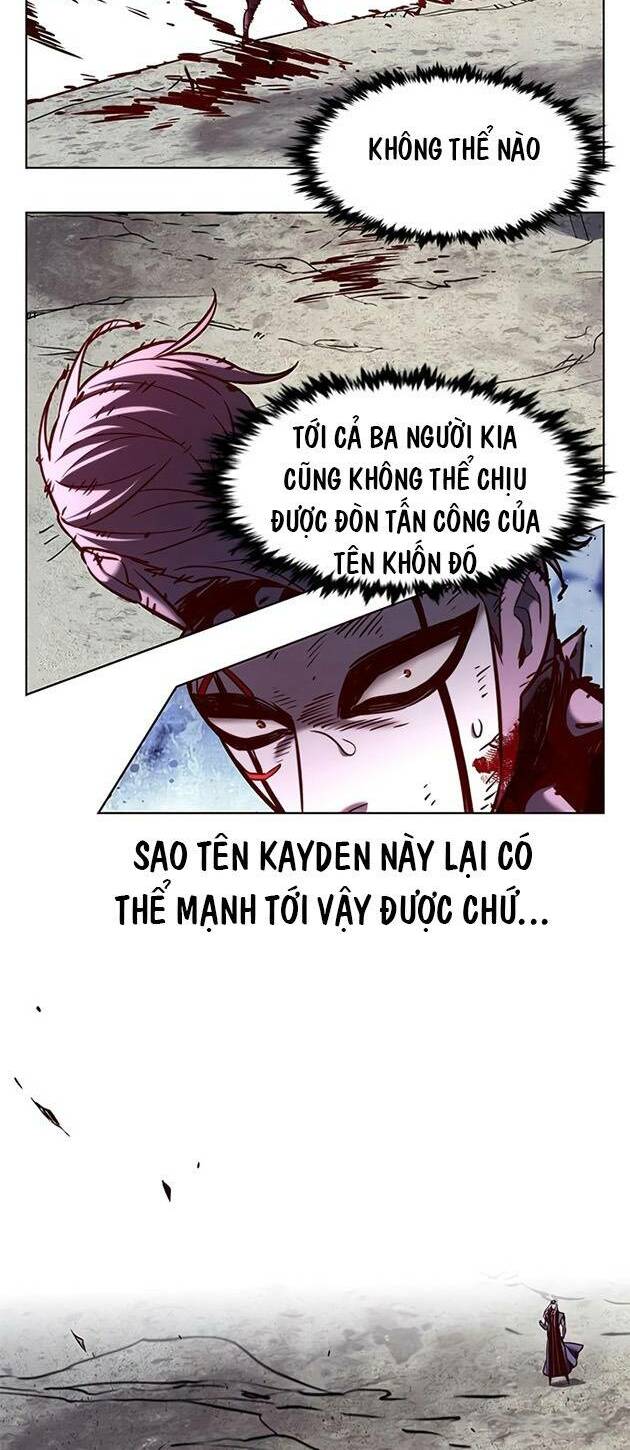 KHÔNG THỂ NÀO
TỚI CẢ BA NGƯỜI KIA
CŨNG KHÔNG THỂ CHỊU
ĐƯỢC ĐÒN TẤN CÔNG CỦA
TÊN KHỐN ĐÓ
SAO TÊN KAYDEN NÀY LẠI CÓ
THỂ MẠNH TỚI VẬY ĐƯỢC CHỨ...